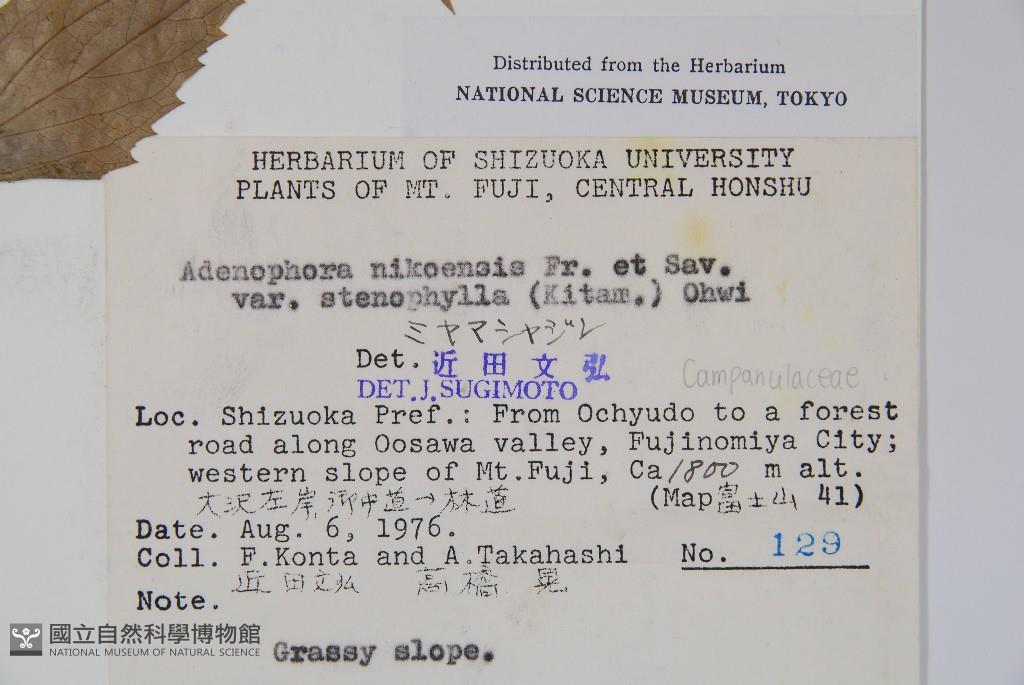 Distributed from the Herbarium
NATIONAL SCIENCE MUSEUM, TOKYO
HERBARIUM OF SHIZUOKA UNIVERSITY
PLANTS OF MT. FUJI, CENTRAL HONSHU
Adenophora nikoensis Fr. et Sav.
var. stenophylla (Kitam.) Ohwi
ミヤマシャジン
Det. 近田文弘
DET. J. SUGIMOTO
Campanulaceae
Loc. Shizuoka Pref.: From Ochyudo to a forest
road along Oosawa valley, Fujinomiya City;
western slope of Mt.Fuji, Ca 1800 m alt.
大沢左岸,御中道→林道 (Map 富士山 41)
Date. Aug. 6, 1976.
Coll. F.Konta and A.Takahashi No. 129
近田文弘 高橋 晃
Note.
Grassy slope.
國立自然科學博物館
NATIONAL MUSEUM OF NATURAL SCIENCE